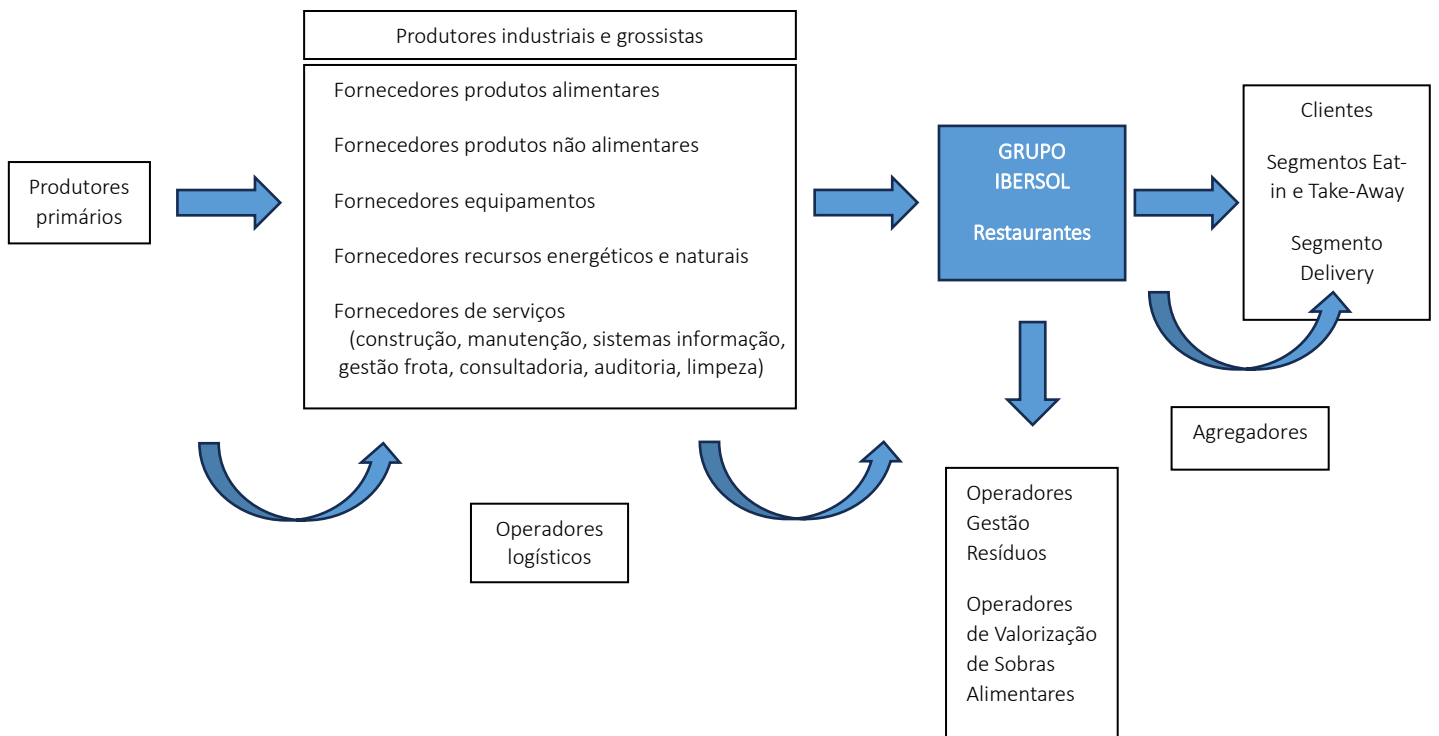 Produtores
primários
Produtores industriais e grossistas
Fornecedores produtos alimentares
Fornecedores produtos não alimentares
Fornecedores equipamentos
Fornecedores recursos energéticos e naturais
Fornecedores de serviços
(construção, manutenção, sistemas informação,
gestão frota, consultadoria, auditoria, limpeza)
Operadores
logísticos
GRUPO
IBERSOL
Restaurantes
Clientes
Segmentos Eat-
in e Take-Away
Segmento
Delivery
Agregadores
Operadores
Gestão
Resíduos
Operadores
de Valorização
de Sobras
Alimentares